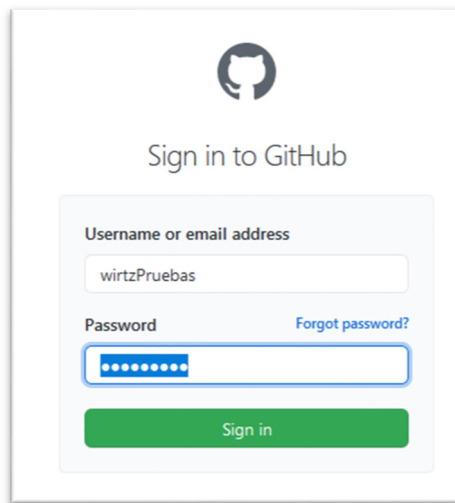 Sign in to GitHub
Username or email address
wirtzPruebas
Password Forgot password?
•••••••••
Sign in